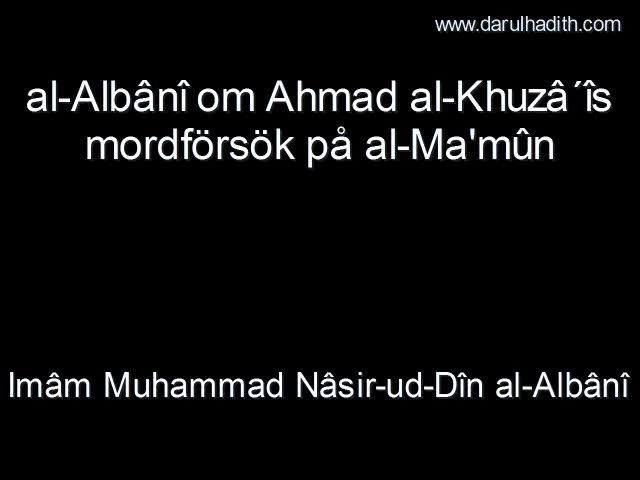 www.darulhadith.com
al-Albânî om Ahmad al-Khuzâ´îs
mordförsök på al-Ma'mûn
Imâm Muhammad Nâsir-ud-Dîn al-Albânî